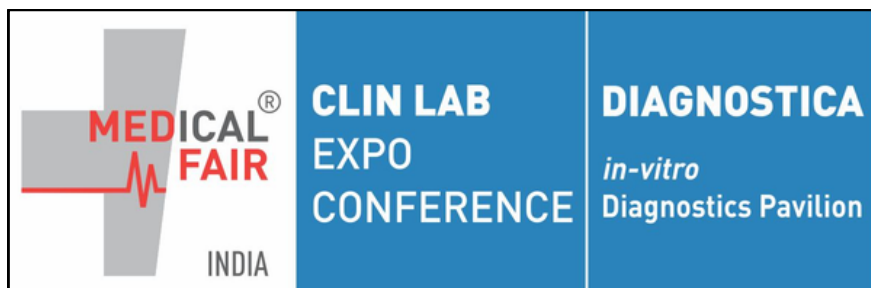 MEDICAL®
FAIR
INDIA
CLIN LAB
EXPO
CONFERENCE
DIAGNOSTICA
in-vitro
Diagnostics Pavilion